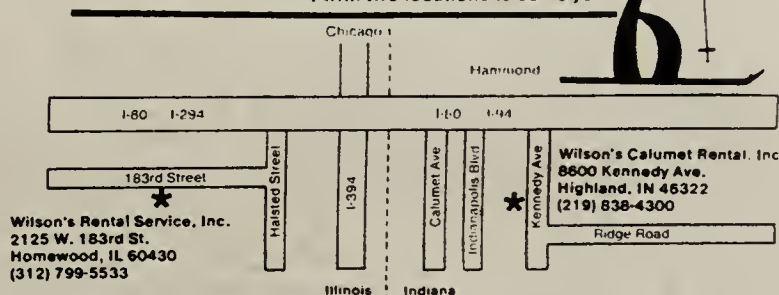 Chicago
Hammond
I-80 I-294
I-80 I-94
183rd Street
Halsted Street
I-394
Calumet Ave
Indianapolis Blvd
Kennedy Ave
Wilson's Calumet Rental, Inc
8600 Kennedy Ave.
Highland, IN 46322
(219) 838-4300
Ridge Road
Wilson's Rental Service, Inc.
2125 W. 183rd St.
Homewood, IL 60430
(312) 799-5533
Illinois Indiana